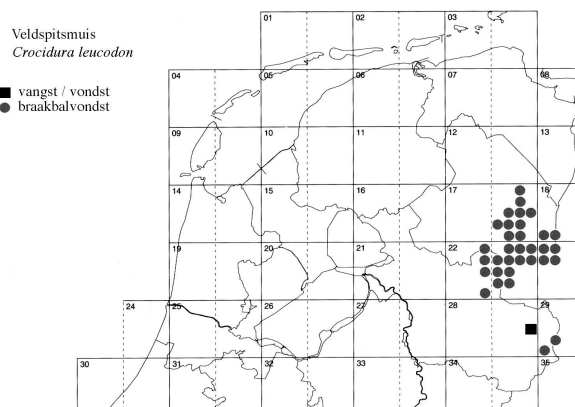 Veldspitsmuis
Crocidura leucodon
vangst / vondst
braakbalvondst
01 02 03
04 05 06 07 08
09 10 11 12 13
14 15 16 17 18
19 20 21 22
24 25 26 27 28 29
30 31 32 33 34 35